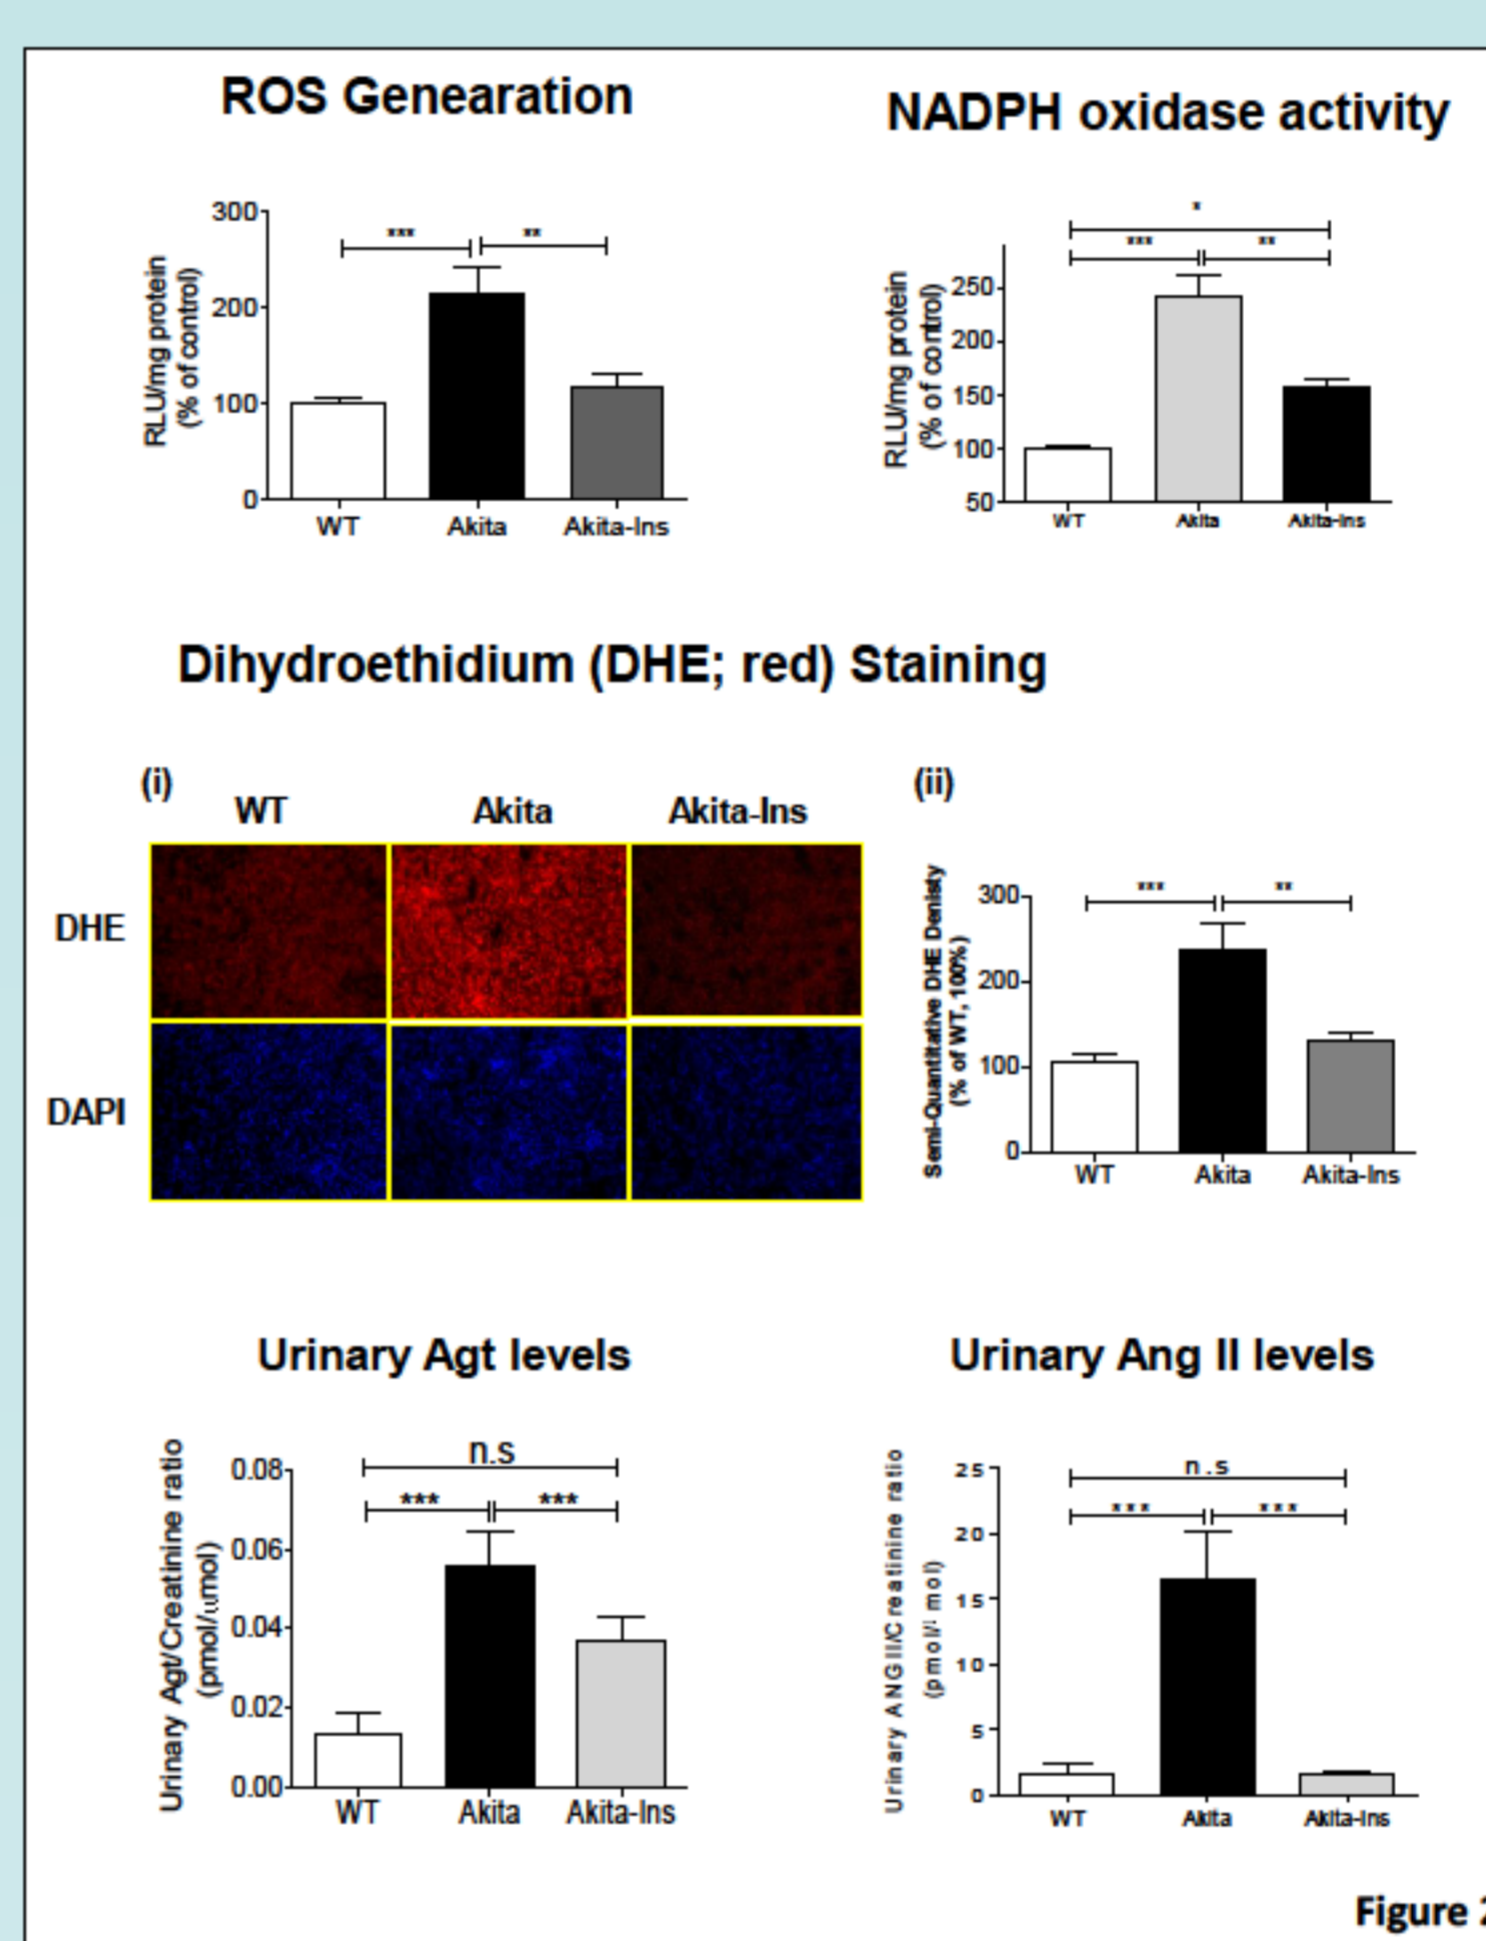 ROS Genearation
NADPH oxidase activity
RLU/mg protein
(% of control)
300
200
100
0
***
**
WT
Akita
Akita-Ins
RLU/mg protein
(% of control)
250
200
150
100
50
*
***
**
WT
Akita
Akita-Ins
Dihydroethidium (DHE; red) Staining
(i)
WT
Akita
Akita-Ins
DHE
DAPI
(ii)
Semi-Quantitative DHE Denisty
(% of WT, 100%)
300
200
100
0
***
**
WT
Akita
Akita-Ins
Urinary Agt levels
Urinary Ang II levels
Urinary Agt/Creatinine ratio
(pmol/umol)
0.08
0.06
0.04
0.02
0.00
n.s
***
***
WT
Akita
Akita-Ins
Urinary ANGII/Creatinine ratio
25
20
15
10
5
0
n.s
***
***
WT
Akita
Akita-Ins
Figure